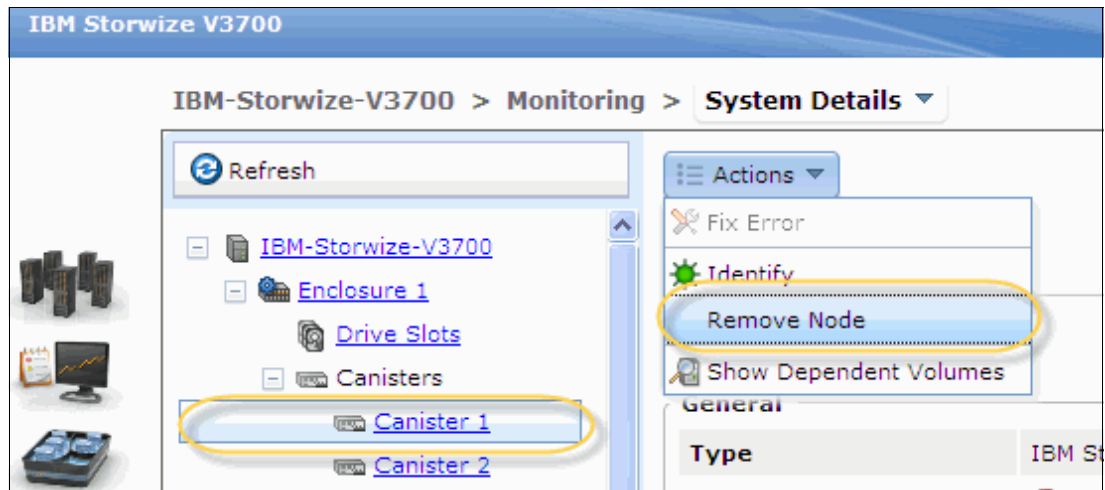 IBM Storwize V3700
IBM-Storwize-V3700 > Monitoring > System Details
Refresh
IBM-Storwize-V3700
Enclosure 1
Drive Slots
Canisters
Canister 1
Canister 2
Actions
Fix Error
Identify
Remove Node
Show Dependent Volumes
General
Type IBM St